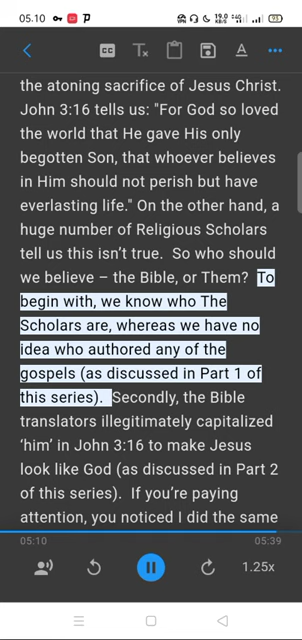 05.10
19.0 KB/S 4G 93
CC T A
the atoning sacrifice of Jesus Christ.
John 3:16 tells us: "For God so loved
the world that He gave His only
begotten Son, that whoever believes
in Him should not perish but have
everlasting life." On the other hand, a
huge number of Religious Scholars
tell us this isn’t true. So who should
we believe – the Bible, or Them? To
begin with, we know who The
Scholars are, whereas we have no
idea who authored any of the
gospels (as discussed in Part 1 of
this series). Secondly, the Bible
translators illegitimately capitalized
‘him’ in John 3:16 to make Jesus
look like God (as discussed in Part 2
of this series). If you’re paying
attention, you noticed I did the same
05:10 05:39
1.25x